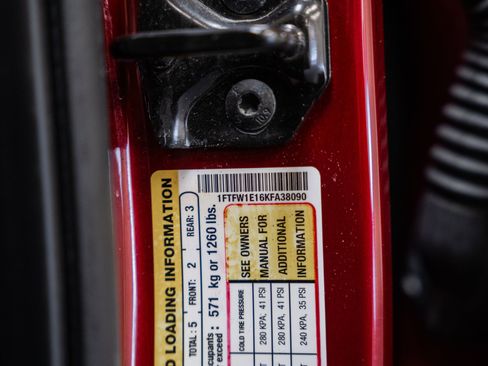 1FTFW1E16KFA38090
D LOADING INFORMATION
TOTAL: 5 FRONT: 2 REAR: 3
cupants
exceed : 571 kg or 1260 lbs.
SEE OWNERS
MANUAL FOR
ADDITIONAL
INFORMATION
COLD TIRE PRESSURE
280 KPA, 41 PSI
280 KPA, 41 PSI
240 KPA, 35 PSI